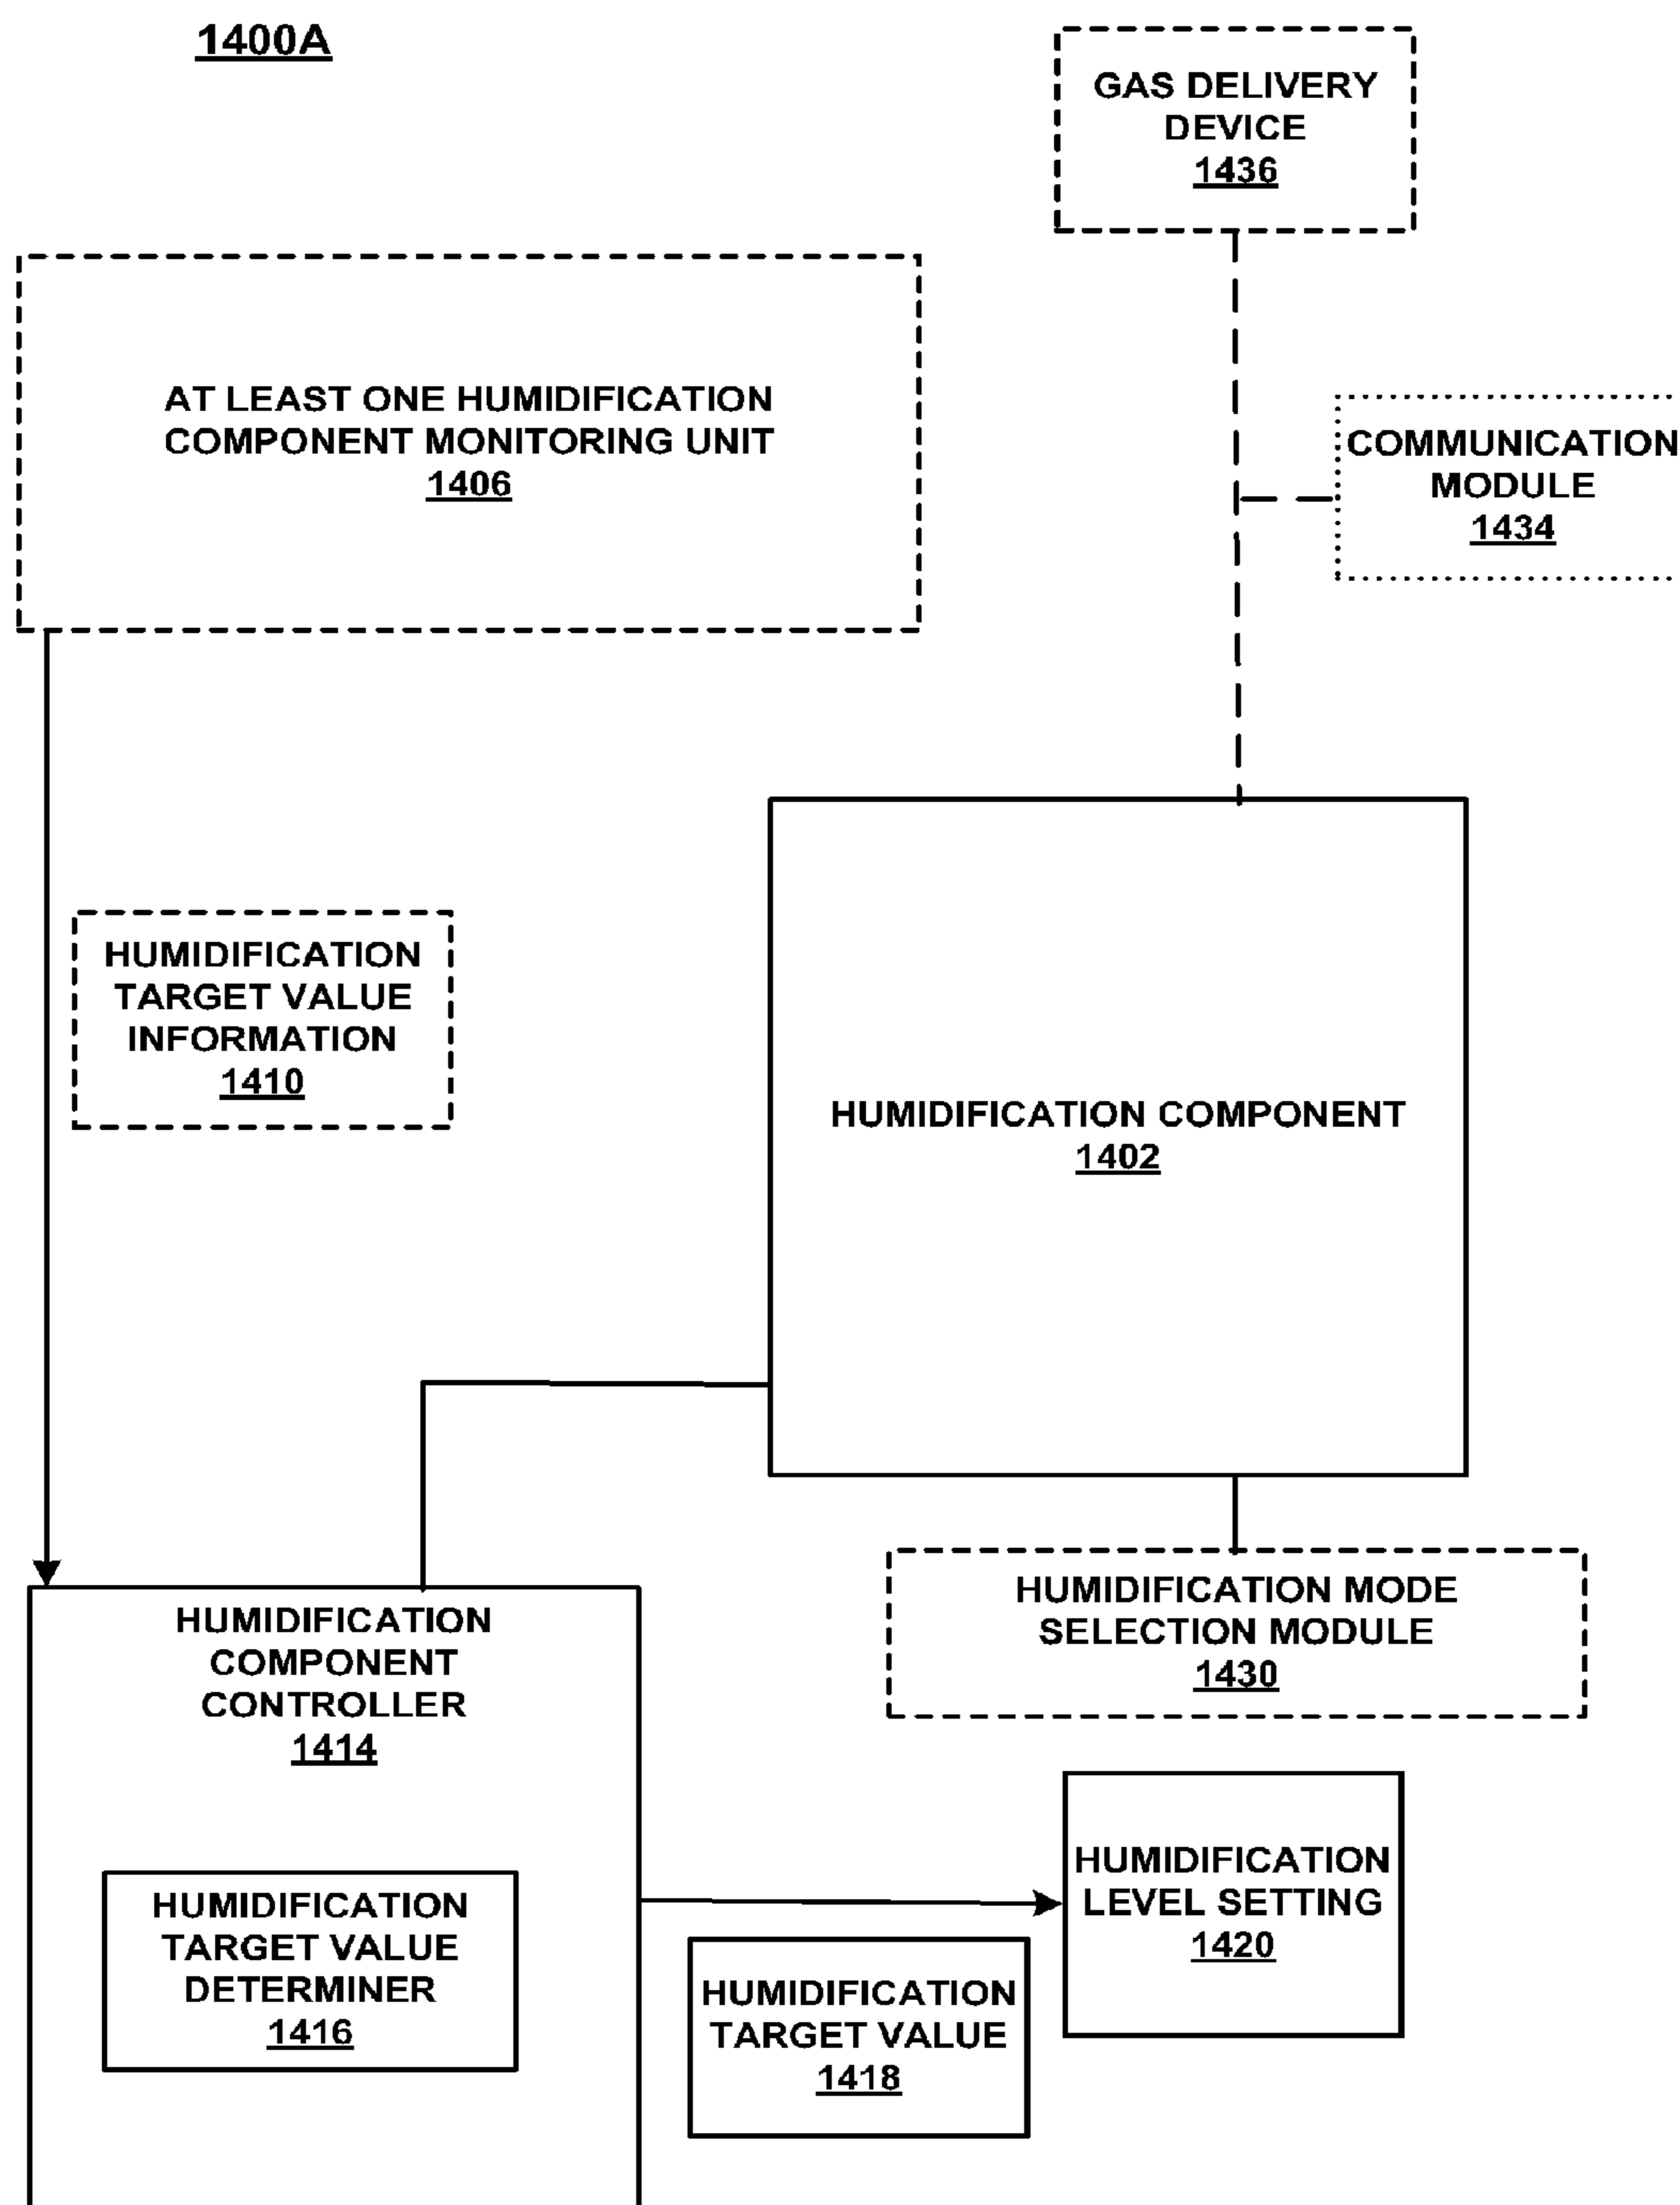 1400A
GAS DELIVERY
DEVICE
1436
AT LEAST ONE HUMIDIFICATION
COMPONENT MONITORING UNIT
1406
COMMUNICATION
MODULE
1434
HUMIDIFICATION
TARGET VALUE
INFORMATION
1410
HUMIDIFICATION COMPONENT
1402
HUMIDIFICATION MODE
SELECTION MODULE
1430
HUMIDIFICATION
COMPONENT
CONTROLLER
1414
HUMIDIFICATION
LEVEL SETTING
1420
HUMIDIFICATION
TARGET VALUE
DETERMINER
1416
HUMIDIFICATION
TARGET VALUE
1418